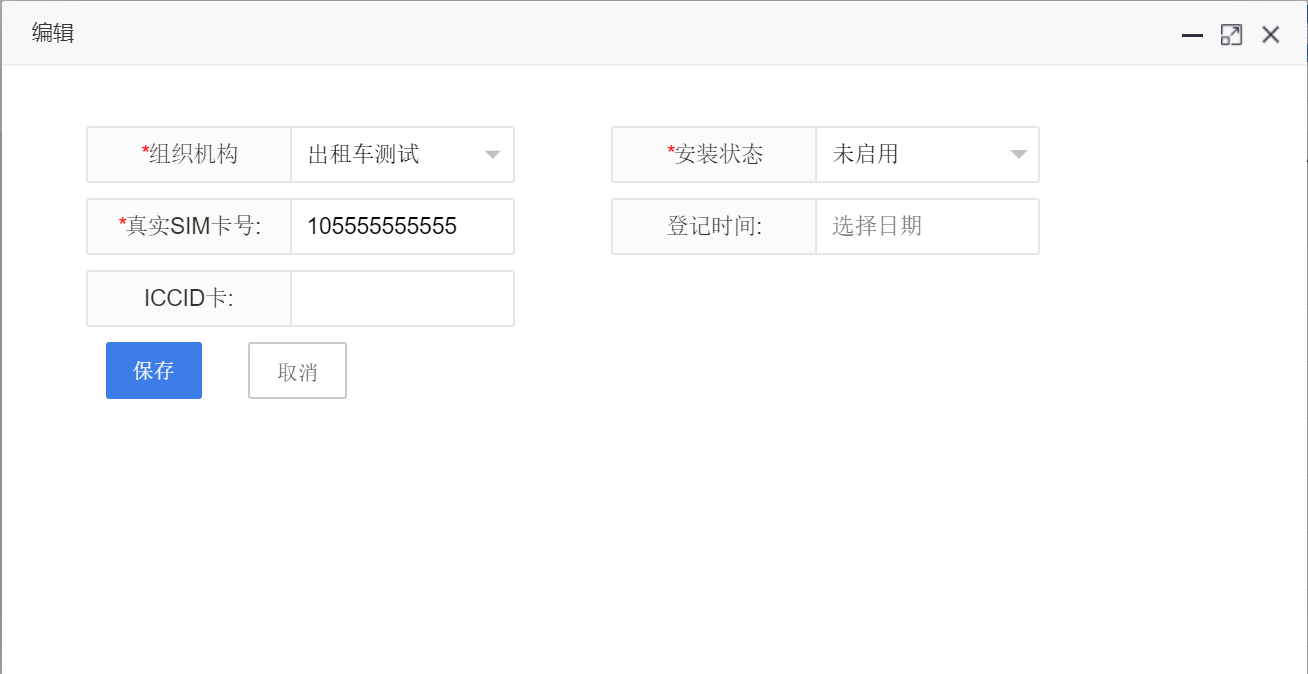 编辑
*组织机构 出租车测试 *安装状态 未启用
*真实SIM卡号: 105555555555 登记时间: 选择日期
ICCID卡:
保存 取消